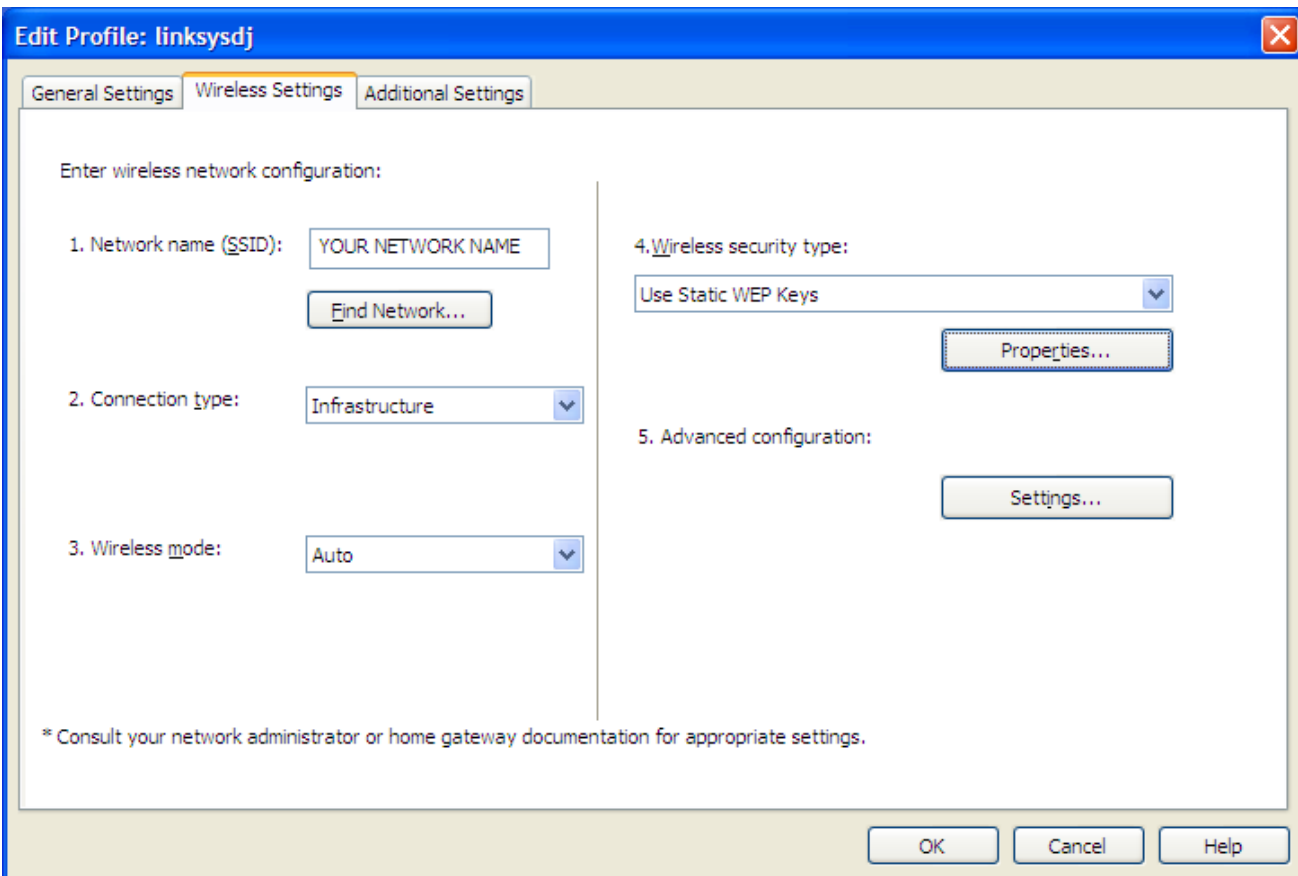 Edit Profile: linksysdj
General Settings
Wireless Settings
Additional Settings
Enter wireless network configuration:
1. Network name (SSID):
YOUR NETWORK NAME
Find Network...
2. Connection type:
Infrastructure
3. Wireless mode:
Auto
4.Wireless security type:
Use Static WEP Keys
Properties...
5. Advanced configuration:
Settings...
* Consult your network administrator or home gateway documentation for appropriate settings.
OK
Cancel
Help